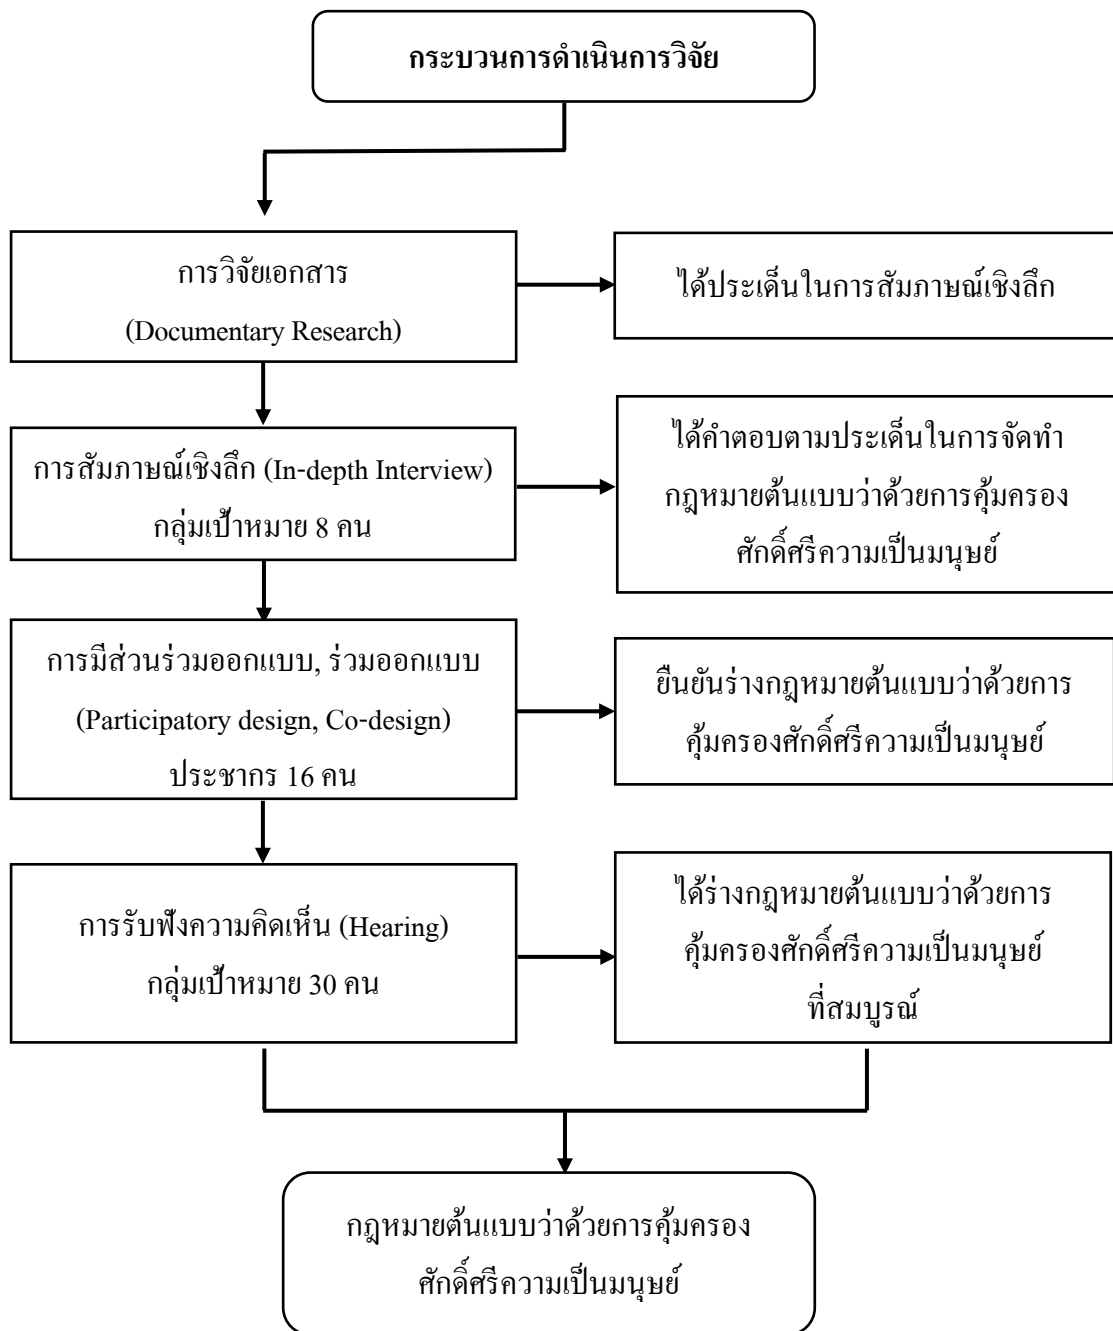 กระบวนการดำเนินการวิจัย
การวิจัยเอกสาร
(Documentary Research)
ได้ประเด็นในการสัมภาษณ์เชิงลึก
การสัมภาษณ์เชิงลึก (In-depth Interview)
กลุ่มเป้าหมาย 8 คน
ได้คำตอบตามประเด็นในการจัดทำ
กฎหมายต้นแบบว่าด้วยการคุ้มครอง
ศักดิ์ศรีความเป็นมนุษย์
การมีส่วนร่วมออกแบบ, ร่วมออกแบบ
(Participatory design, Co-design)
ประชากร 16 คน
ยืนยันร่างกฎหมายต้นแบบว่าด้วยการ
คุ้มครองศักดิ์ศรีความเป็นมนุษย์
การรับฟังความคิดเห็น (Hearing)
กลุ่มเป้าหมาย 30 คน
ได้ร่างกฎหมายต้นแบบว่าด้วยการ
คุ้มครองศักดิ์ศรีความเป็นมนุษย์
ที่สมบูรณ์
กฎหมายต้นแบบว่าด้วยการคุ้มครอง
ศักดิ์ศรีความเป็นมนุษย์